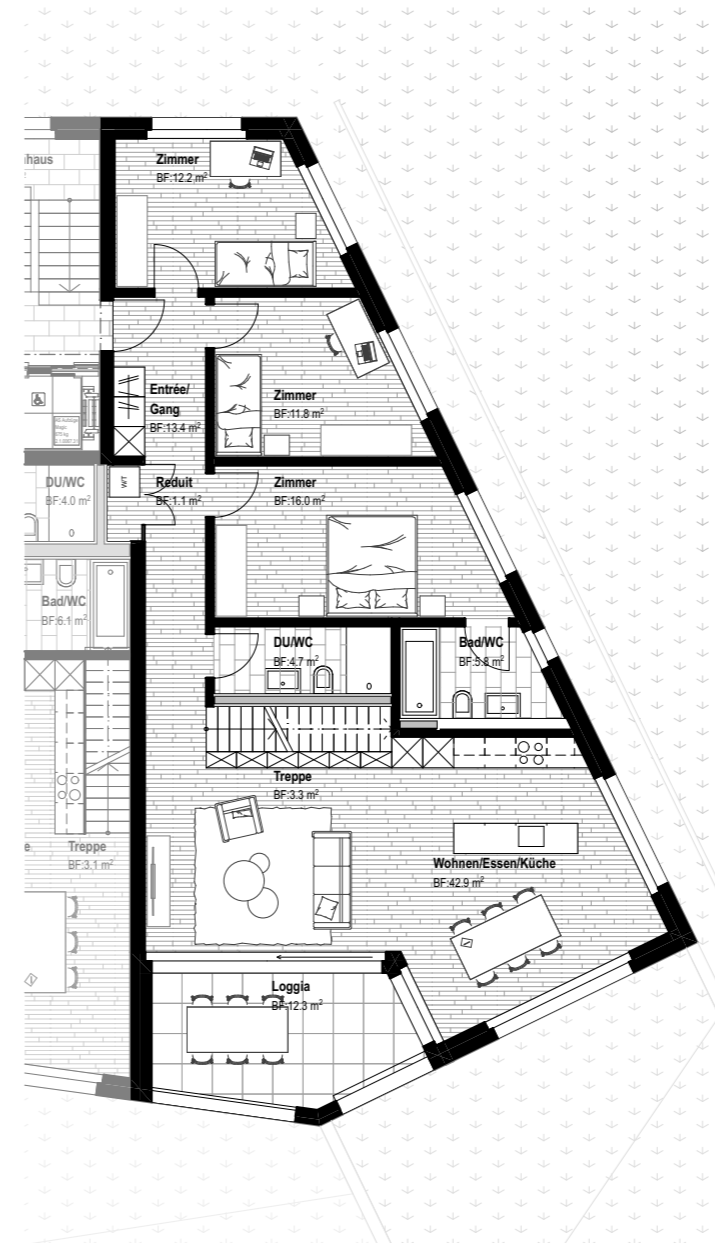 Zimmer
BF:12.2 m²
haus
Entrée/
Gang
BF:13.4 m²
Zimmer
BF:11.8 m²
DU/WC
BF:4.0 m²
WT
Reduit
BF:1.1 m²
Zimmer
BF:16.0 m²
Bad/WC
BF:6.1 m²
DU/WC
BF:4.7 m²
Bad/WC
BF:5.8 m²
Treppe
BF:3.3 m²
Treppe
BF:3.1 m²
Wohnen/Essen/Küche
BF:42.9 m²
Loggia
BF:12.3 m²